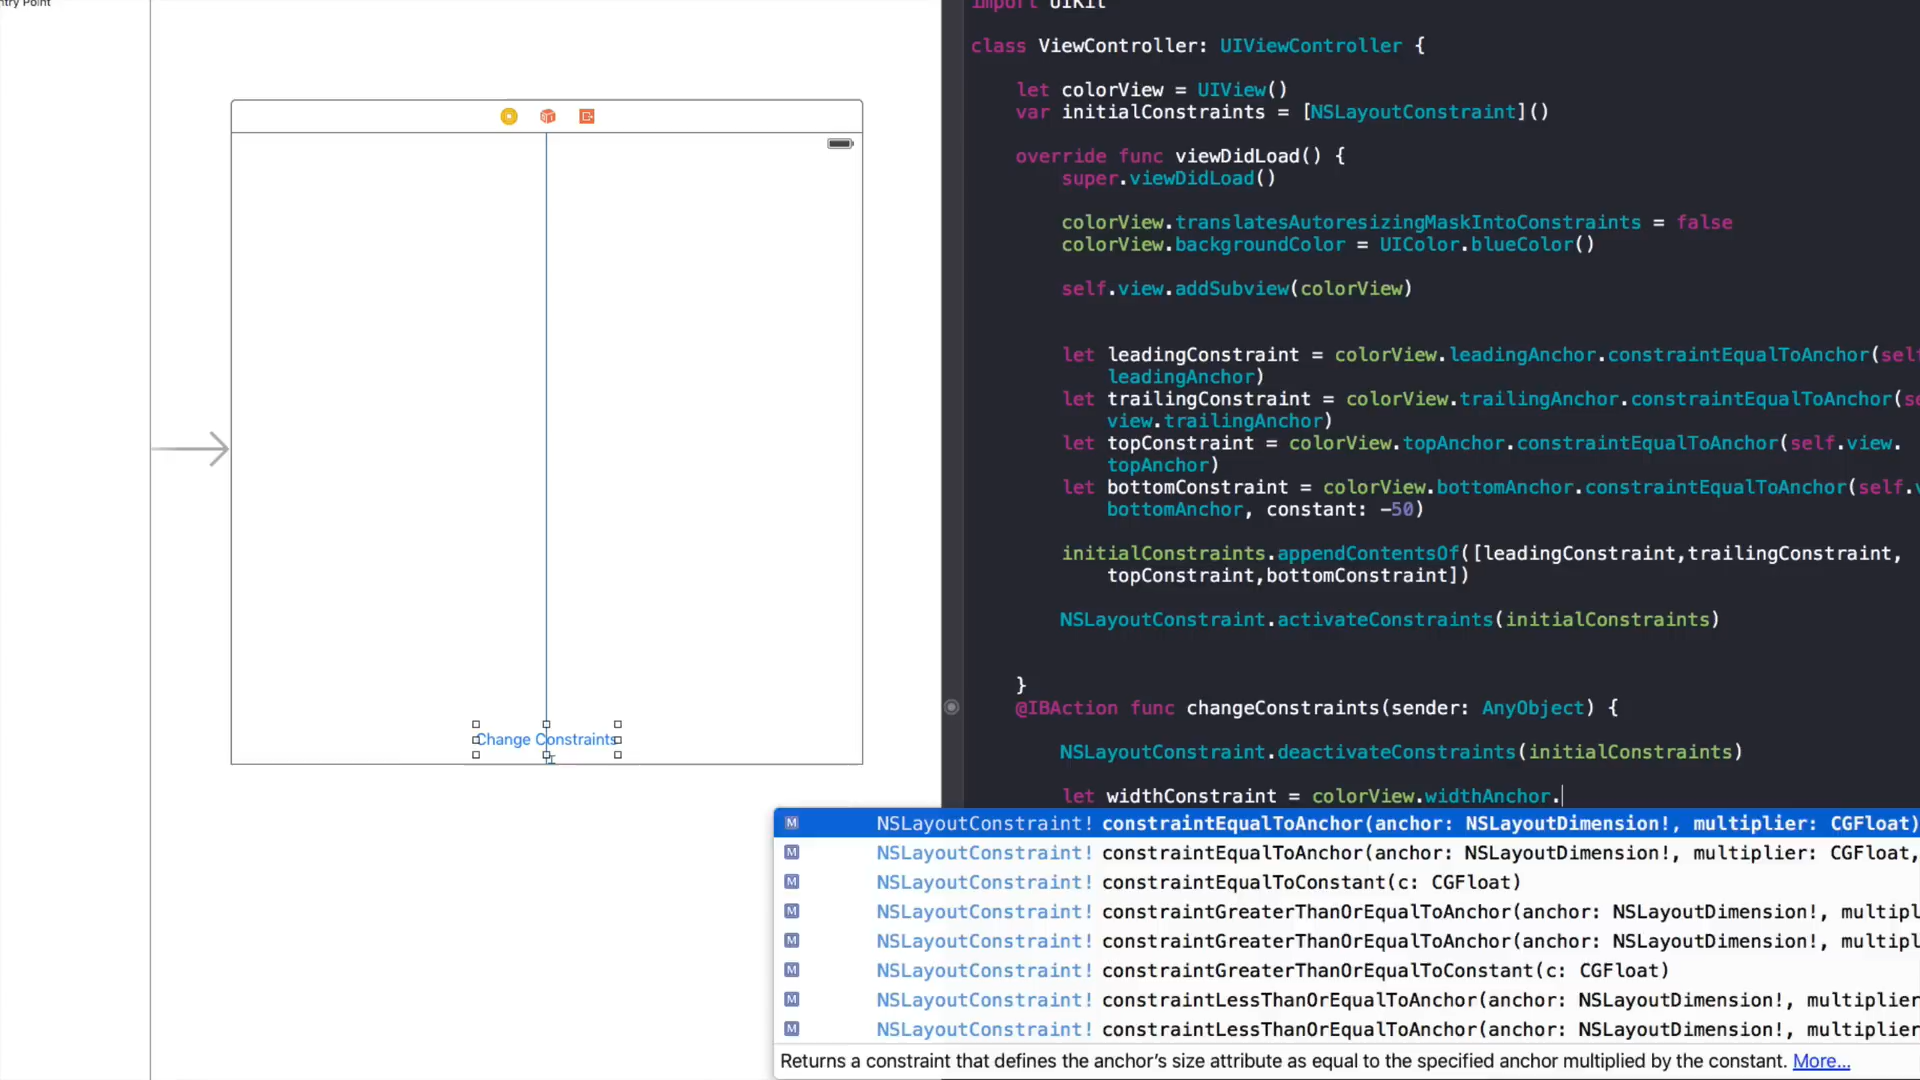 ntry Point
Change Constraints
import UIKit
class ViewController: UIViewController {
let colorView = UIView()
var initialConstraints = [NSLayoutConstraint]()
override func viewDidLoad() {
super.viewDidLoad()
colorView.translatesAutoresizingMaskIntoConstraints = false
colorView.backgroundColor = UIColor.blueColor()
self.view.addSubview(colorView)
let leadingConstraint = colorView.leadingAnchor.constraintEqualToAnchor(self
leadingAnchor)
let trailingConstraint = colorView.trailingAnchor.constraintEqualToAnchor(se
view.trailingAnchor)
let topConstraint = colorView.topAnchor.constraintEqualToAnchor(self.view.
topAnchor)
let bottomConstraint = colorView.bottomAnchor.constraintEqualToAnchor(self.v
bottomAnchor, constant: -50)
initialConstraints.appendContentsOf([leadingConstraint,trailingConstraint,
topConstraint,bottomConstraint])
NSLayoutConstraint.activateConstraints(initialConstraints)
}
@IBAction func changeConstraints(sender: AnyObject) {
NSLayoutConstraint.deactivateConstraints(initialConstraints)
let widthConstraint = colorView.widthAnchor.
M NSLayoutConstraint! constraintEqualToAnchor(anchor: NSLayoutDimension!, multiplier: CGFloat)
M NSLayoutConstraint! constraintEqualToAnchor(anchor: NSLayoutDimension!, multiplier: CGFloat,
M NSLayoutConstraint! constraintEqualToConstant(c: CGFloat)
M NSLayoutConstraint! constraintGreaterThanOrEqualToAnchor(anchor: NSLayoutDimension!, multipl
M NSLayoutConstraint! constraintGreaterThanOrEqualToAnchor(anchor: NSLayoutDimension!, multipl
M NSLayoutConstraint! constraintGreaterThanOrEqualToConstant(c: CGFloat)
M NSLayoutConstraint! constraintLessThanOrEqualToAnchor(anchor: NSLayoutDimension!, multiplier
M NSLayoutConstraint! constraintLessThanOrEqualToAnchor(anchor: NSLayoutDimension!, multiplier
Returns a constraint that defines the anchor’s size attribute as equal to the specified anchor multiplied by the constant. More...